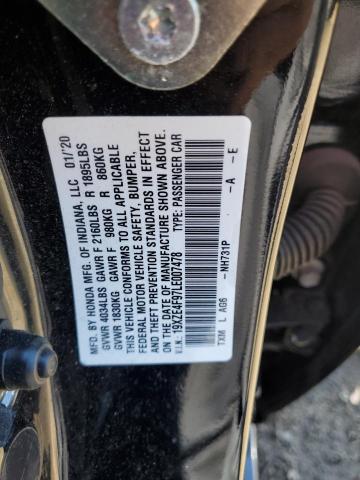 MFD. BY HONDA MFG. OF INDIANA, LLC 01/'20
GVWR 4034LBS GAWR F 2160LBS R 1895LBS
GVWR 1830KG GAWR F 980KG R 860KG
THIS VEHICLE CONFORMS TO ALL APPLICABLE
FEDERAL MOTOR VEHICLE SAFETY, BUMPER,
AND THEFT PREVENTION STANDARDS IN EFFECT
ON THE DATE OF MANUFACTURE SHOWN ABOVE.
V.I.N.: 19XZE4F97LE007478 TYPE: PASSENGER CAR
NH731P -A -E
TXM L AG6